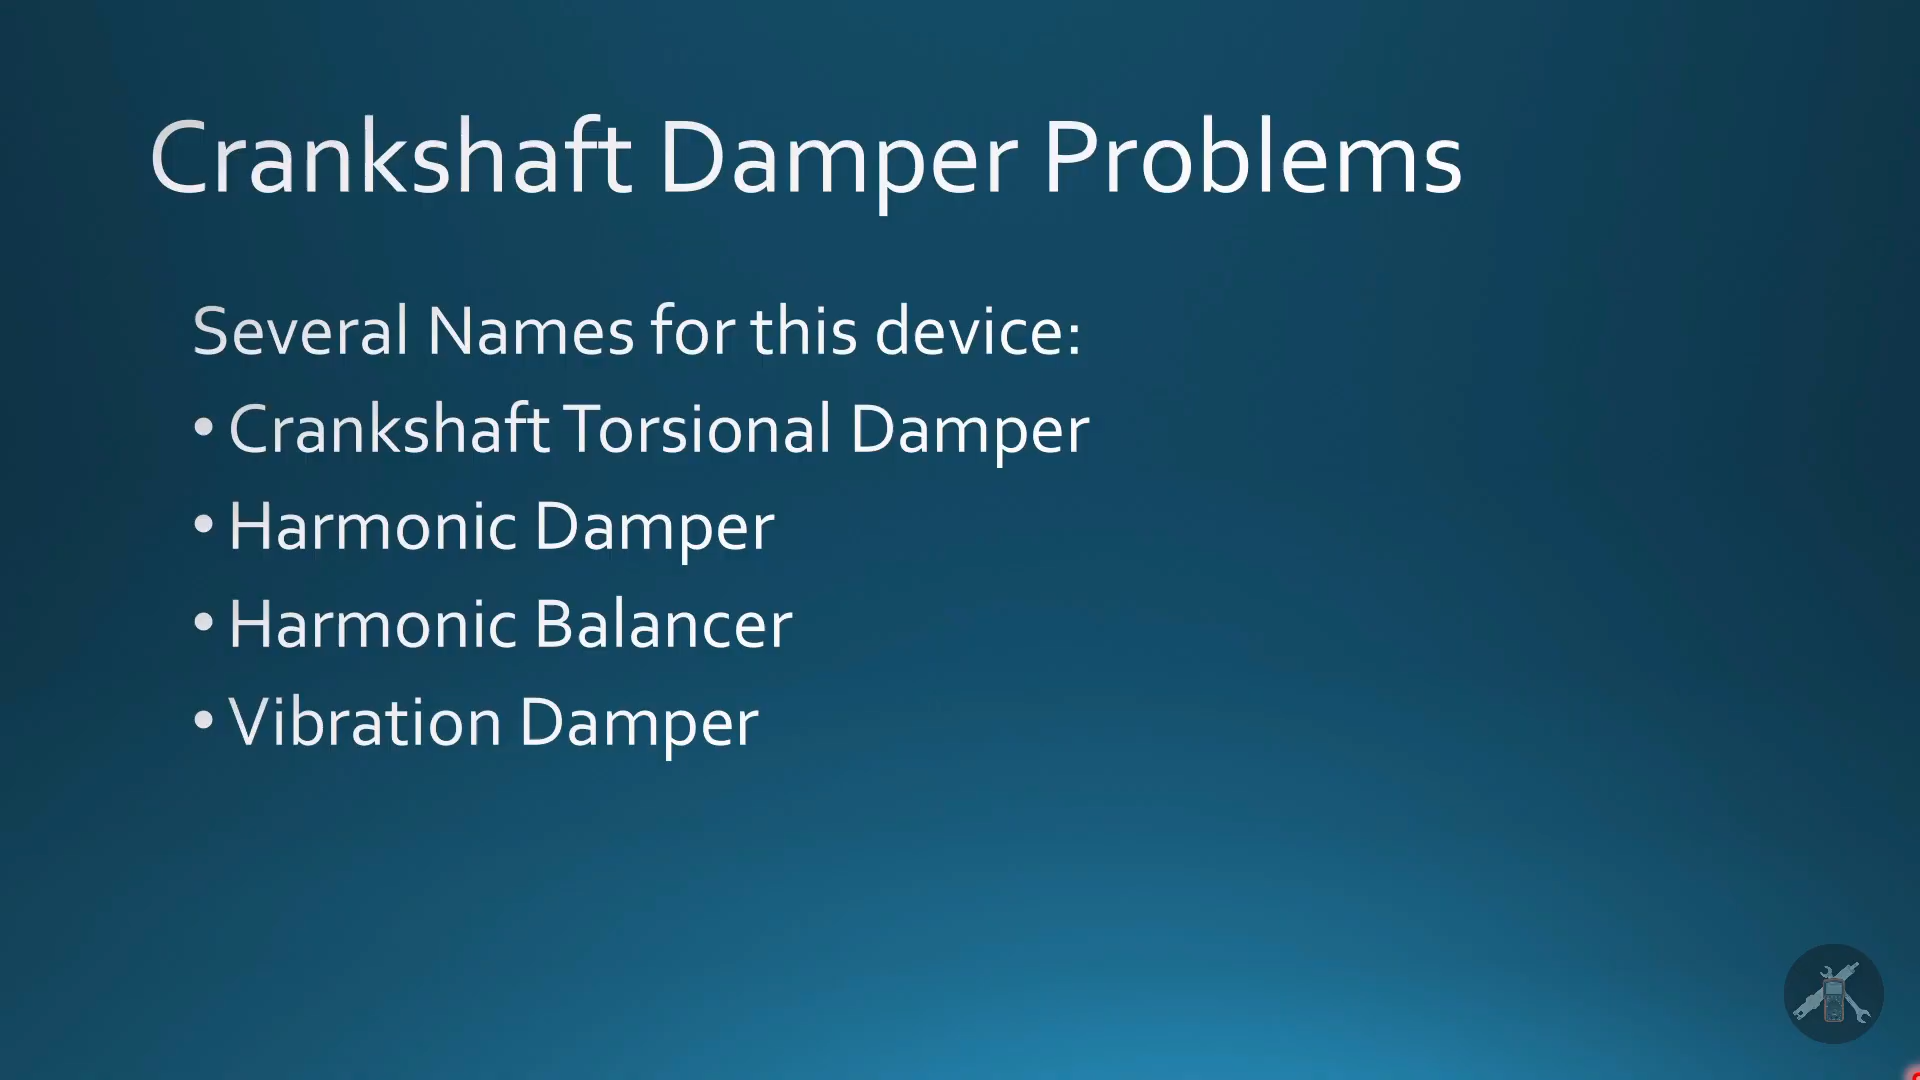 Crankshaft Damper Problems
Several Names for this device:
• Crankshaft Torsional Damper
• Harmonic Damper
• Harmonic Balancer
• Vibration Damper